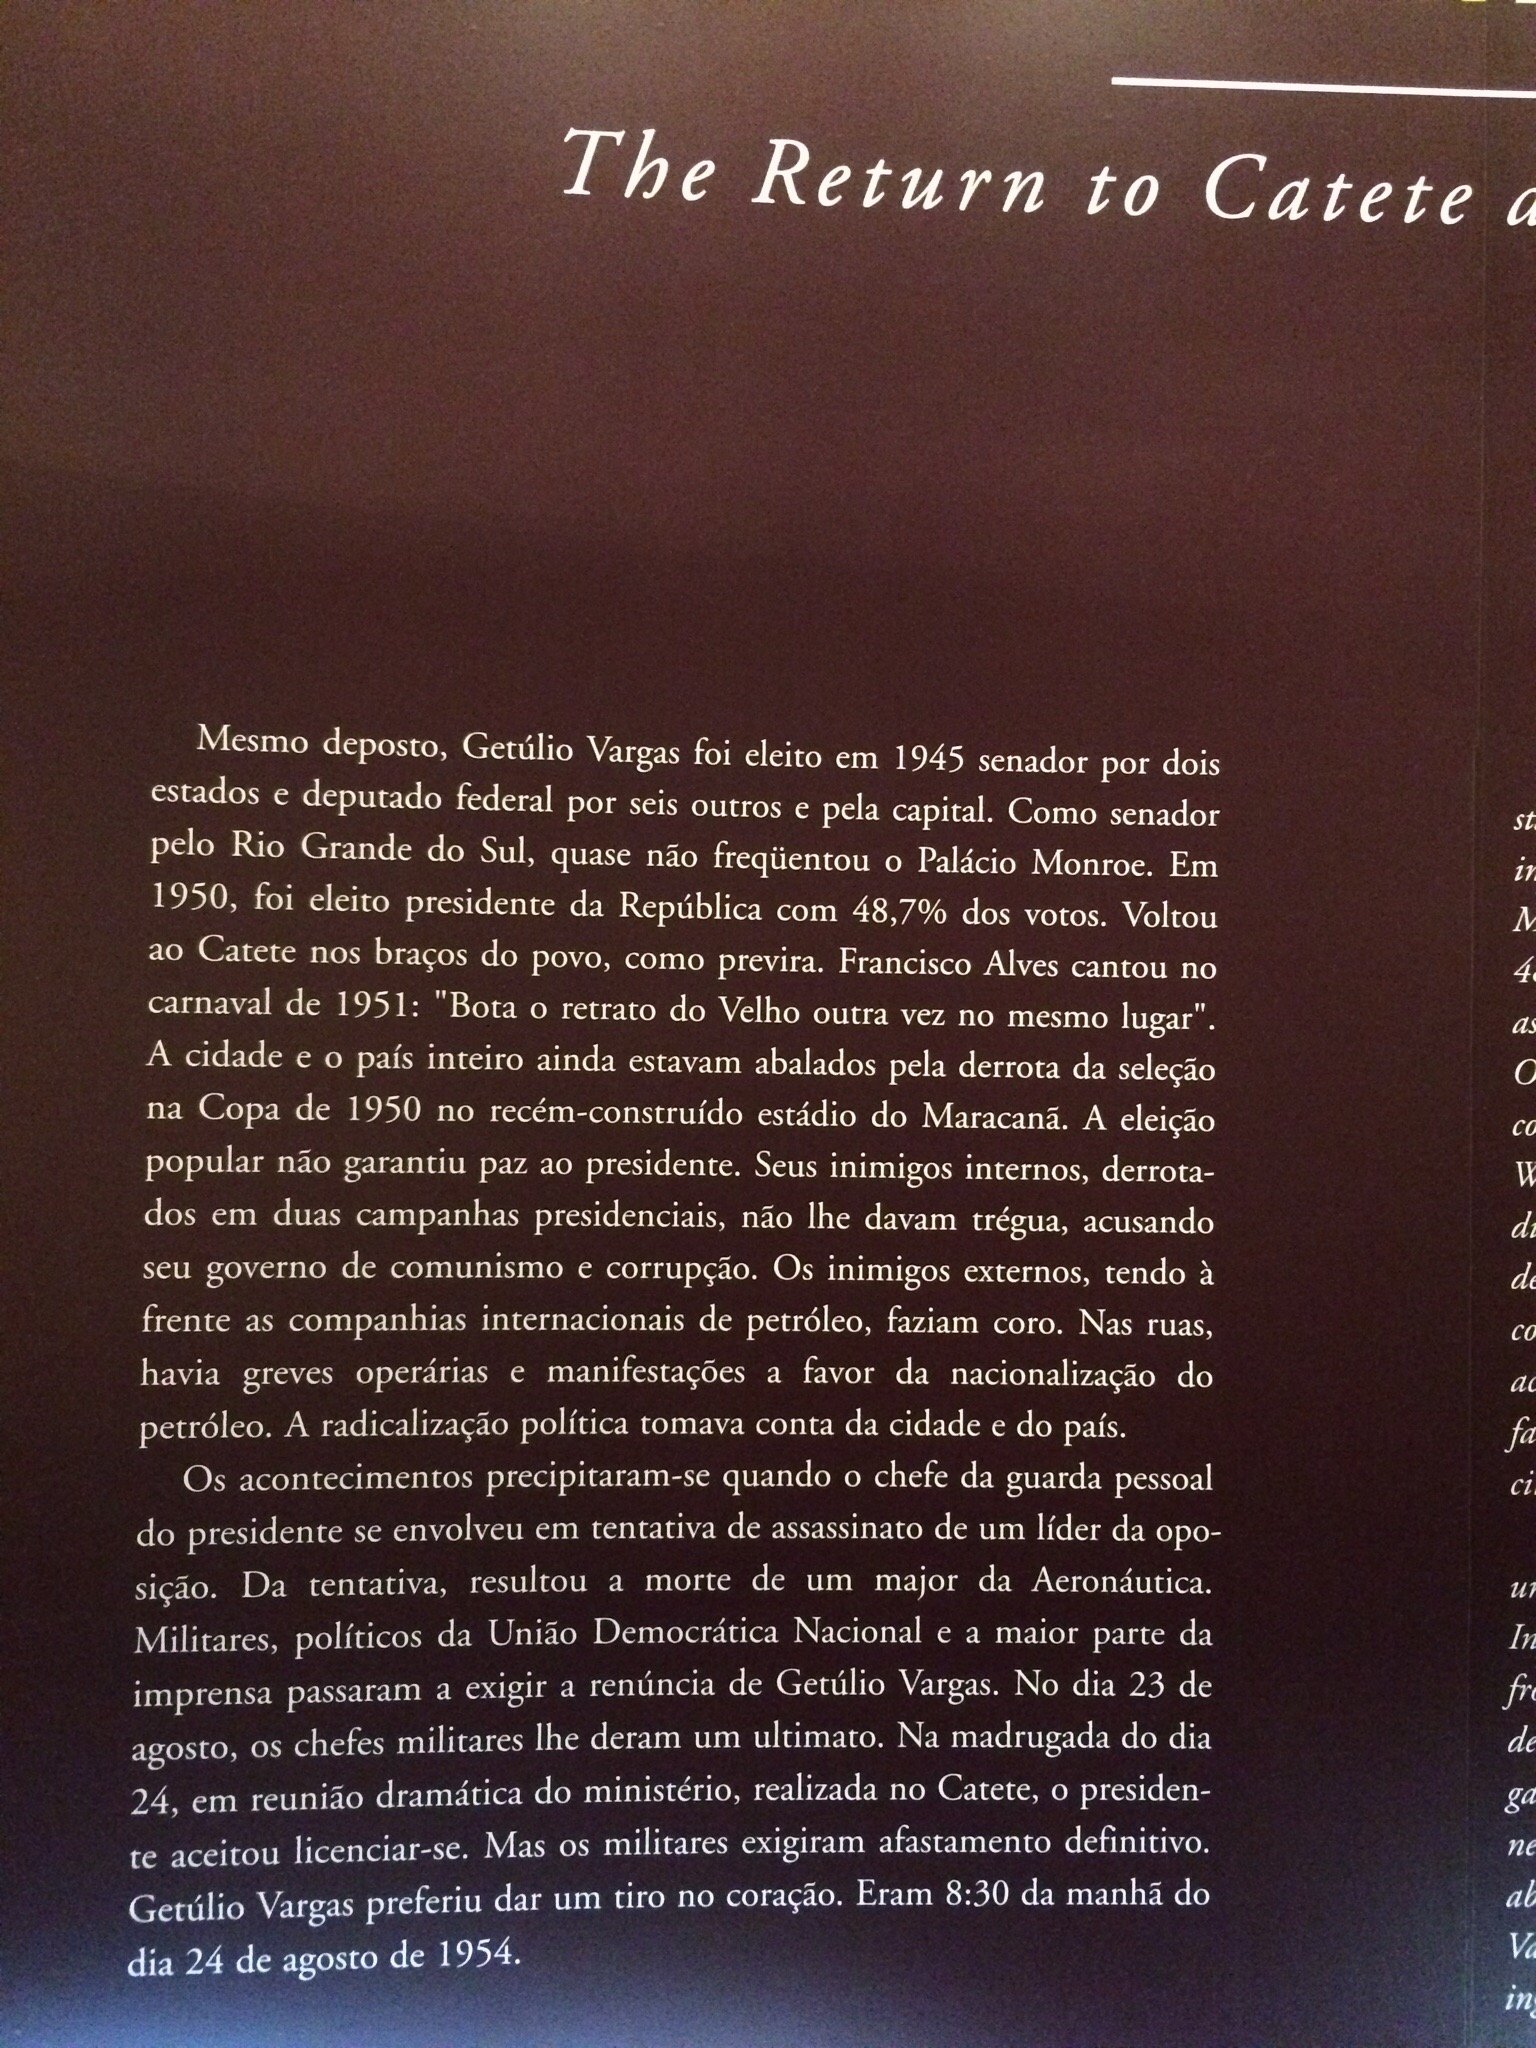 The Return to Catete
Mesmo deposto, Getúlio Vargas foi eleito em 1945 senador por dois
estados e deputado federal por seis outros e pela capital. Como senador
pelo Rio Grande do Sul, quase não freqüentou o Palácio Monroe. Em
1950, foi eleito presidente da República com 48,7% dos votos. Voltou
ao Catete nos braços do povo, como previra. Francisco Alves cantou no
carnaval de 1951: "Bota o retrato do Velho outra vez no mesmo lugar".
A cidade e o país inteiro ainda estavam abalados pela derrota da seleção
na Copa de 1950 no recém-construído estádio do Maracanã. A eleição
popular não garantiu paz ao presidente. Seus inimigos internos, derrota-
dos em duas campanhas presidenciais, não lhe davam trégua, acusando
seu governo de comunismo e corrupção. Os inimigos externos, tendo à
frente as companhias internacionais de petróleo, faziam coro. Nas ruas,
havia greves operárias e manifestações a favor da nacionalização do
petróleo. A radicalização política tomava conta da cidade e do país.
Os acontecimentos precipitaram-se quando o chefe da guarda pessoal
do presidente se envolveu em tentativa de assassinato de um líder da opo-
sição. Da tentativa, resultou a morte de um major da Aeronáutica.
Militares, políticos da União Democrática Nacional e a maior parte da
imprensa passaram a exigir a renúncia de Getúlio Vargas. No dia 23 de
agosto, os chefes militares lhe deram um ultimato. Na madrugada do dia
24, em reunião dramática do ministério, realizada no Catete, o presiden-
te aceitou licenciar-se. Mas os militares exigiram afastamento definitivo.
Getúlio Vargas preferiu dar um tiro no coração. Eram 8:30 da manhã do
dia 24 de agosto de 1954.